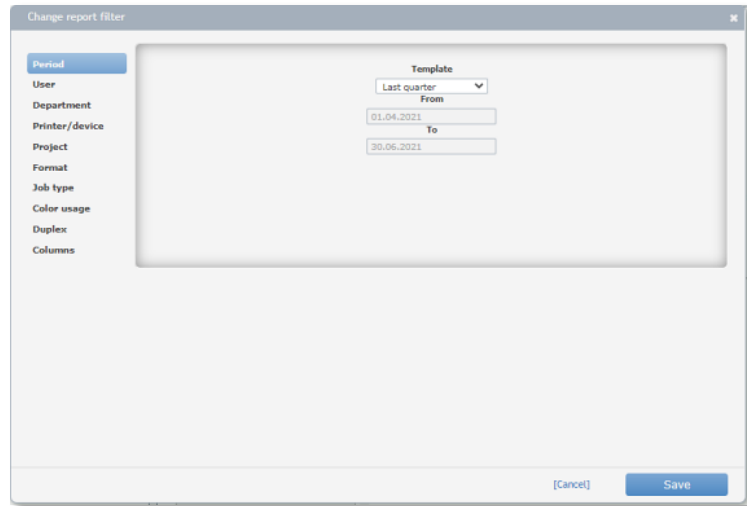 Change report filter
Period
User
Department
Printer/device
Project
Format
Job type
Color usage
Duplex
Columns
Template
Last quarter
From
01.04.2021
To
30.06.2021
[Cancel]
Save